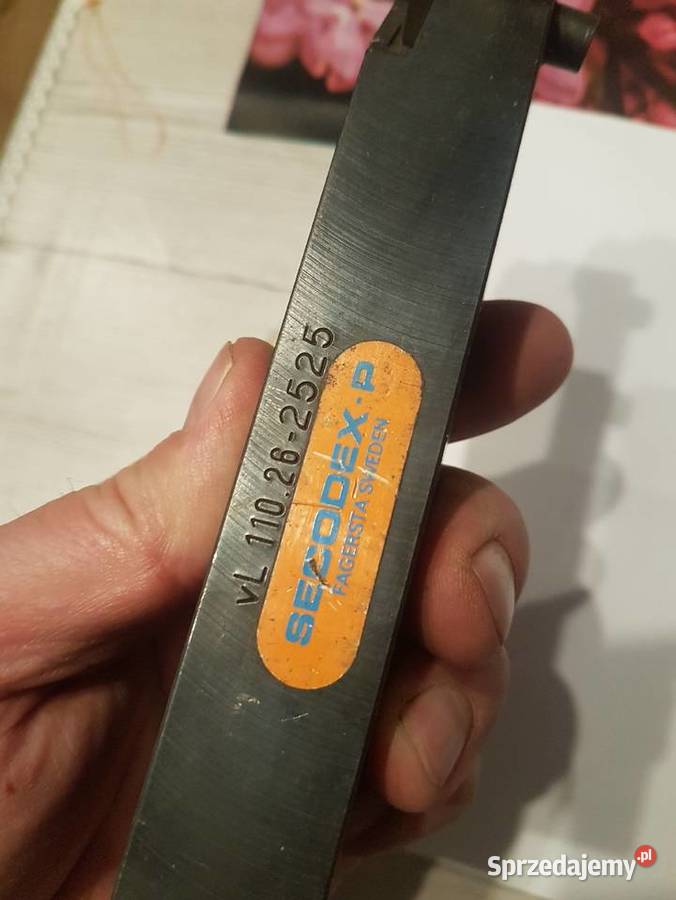 vL 110.26-2525
SECODEX·P
FAGERSTA SWEDEN
Sprzedajemy.pl